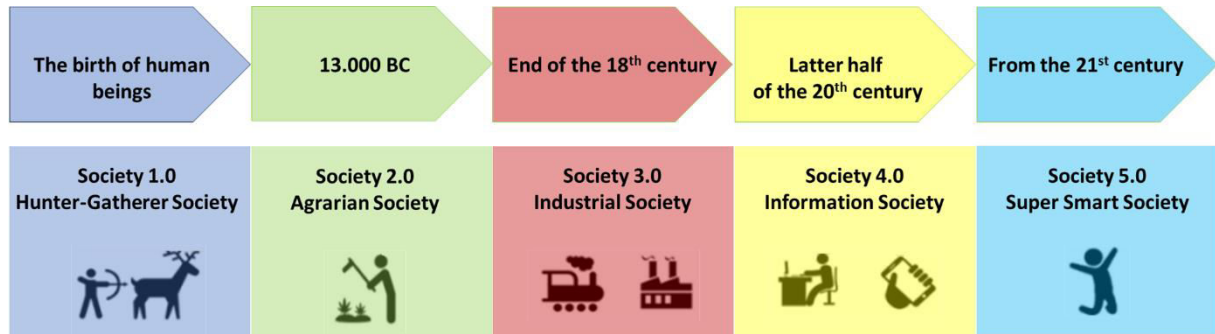 The birth of human
beings
13.000 BC
End of the 18th century
Latter half
of the 20th century
From the 21st century
Society 1.0
Hunter-Gatherer Society
Society 2.0
Agrarian Society
Society 3.0
Industrial Society
Society 4.0
Information Society
Society 5.0
Super Smart Society